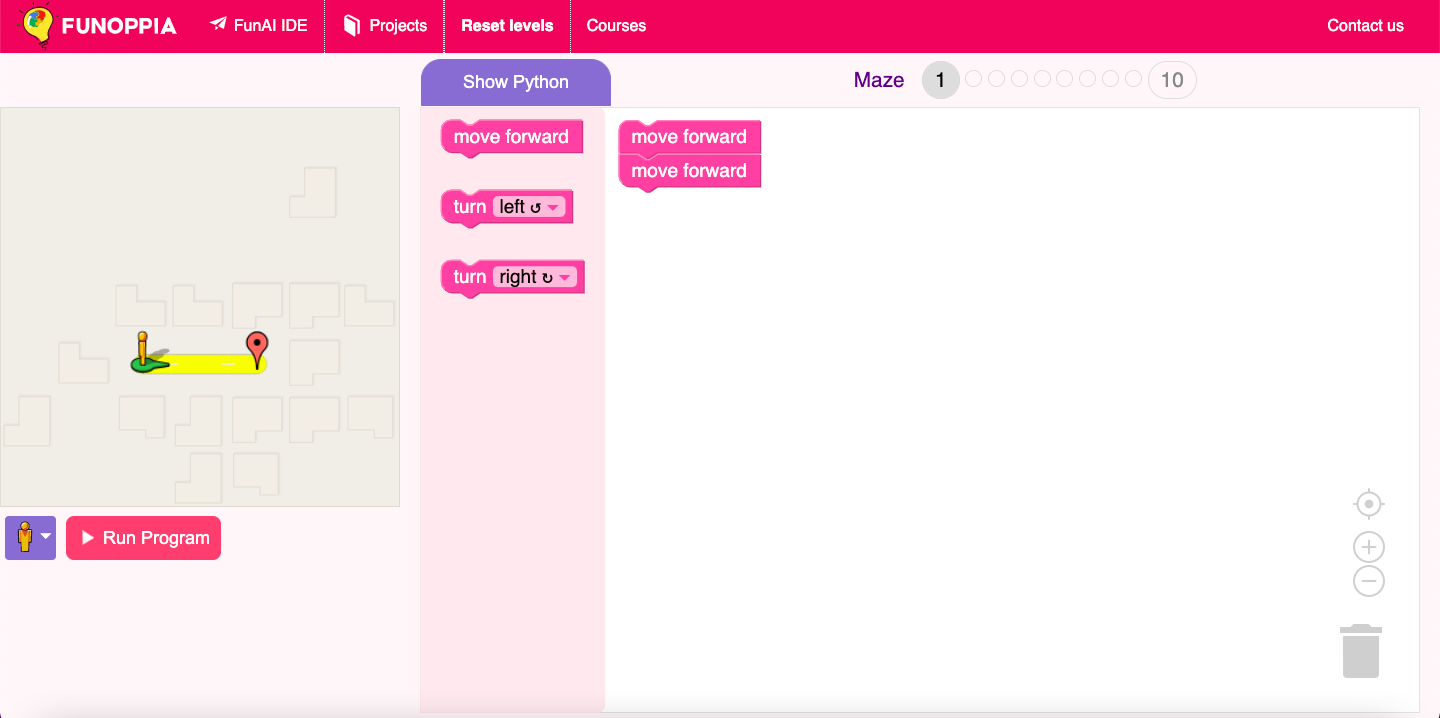 FUNOPPIA
FunAI IDE
Projects
Reset levels
Courses
Contact us
Show Python
Maze 1 10
move forward
turn left ↺
turn right ↻
move forward
move forward
Run Program